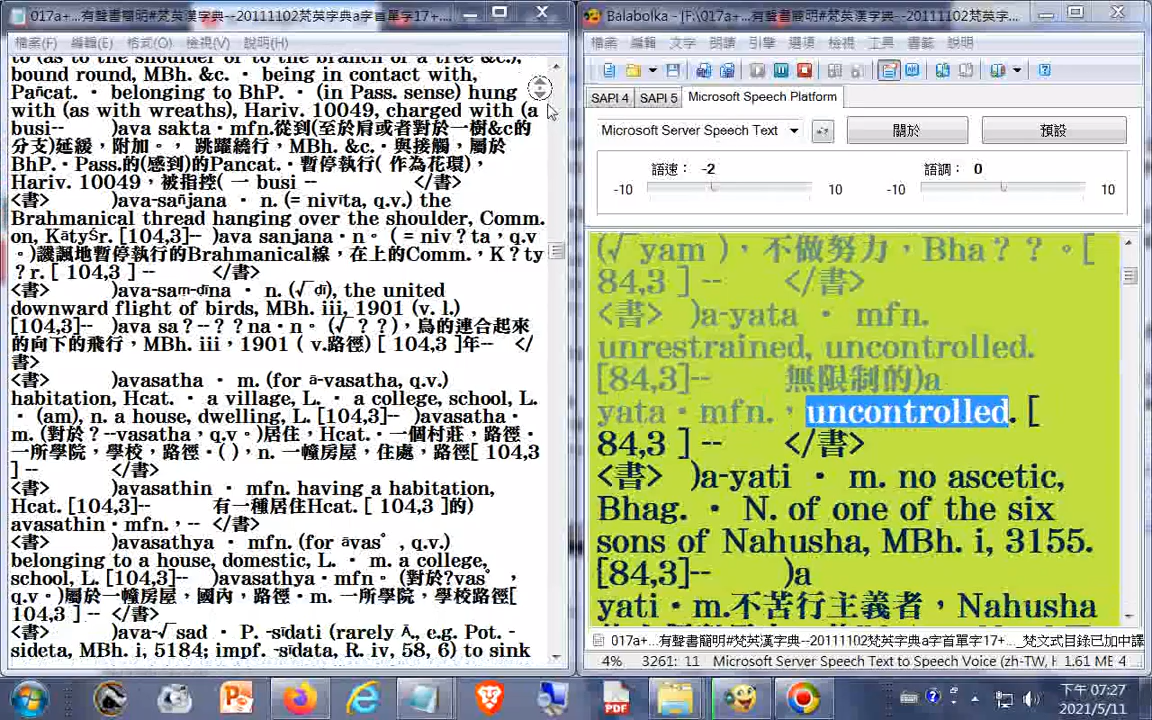 017a+...有聲書簡明#梵英漢字典--20111102梵英字典a字首單字17+...
檔案(F) 編輯(E) 格式(O) 檢視(V) 說明(H)
to (as to the shoulder or to the branch of a tree &c.),
bound round, MBh. &c. • being in contact with,
Pañcat. • belonging to BhP. • (in Pass. sense) hung
with (as with wreaths), Hariv. 10049, charged with (a
busi-- )ava sakta • mfn.從到(至於肩或者對於一樹&c的
分支)延緩，附加。， 跳躍繞行，MBh. &c. • 與接觸，屬於
BhP. • Pass.的(感到)的Pancat. • 暫停執行( 作為花環)，
Hariv. 10049，被指控( 一 busi -- </書>
<書> )ava-sañjana • n. (= nivīta, q.v.) the
Brahmanical thread hanging over the shoulder, Comm.
on, KātyŚr. [104,3]-- )ava sanjana • n。 ( = niv？ta，q.v
。)譏諷地暫停執行的Brahmanical線，在上的Comm.，K？ty
？r. [ 104,3 ] -- </書>
<書> )ava-saṃ-ḍīna • n. (√ḍī), the united
downward flight of birds, MBh. iii, 1901 (v. l.)
[104,3]-- )ava sa？--？？na • n。 (√ ？？)，鳥的連合起來
的向下的飛行，MBh. iii，1901 ( v.路徑) [ 104,3 ]年-- </
書>
<書> )avasatha • m. (for ā-vasatha, q.v.)
habitation, Hcat. • a village, L. • a college, school, L.
• (am), n. a house, dwelling, L. [104,3]-- )avasatha •
m. (對於？--vasatha，q.v。)居住，Hcat. • 一個村莊，路徑 •
一所學院，學校，路徑 • ( )，n. 一幢房屋，住處，路徑[ 104,3
] -- </書>
<書> )avasathin • mfn. having a habitation,
Hcat. [104,3]-- 有一種居住Hcat. [ 104,3 ]的)
avasathin • mfn.，-- </書>
<書> )avasathya • mfn. (for āvas˚, q.v.)
belonging to a house, domestic, L. • m. a college,
school, L. [104,3]-- )avasathya • mfn。 (對於?vas˚，
q.v。)屬於一幢房屋，國內，路徑 • m. 一所學院，學校路徑[
104,3 ] -- </書>
<書> )ava-√sad • P. -sīdati (rarely Ā., e.g. Pot. -
sideta, MBh. i, 5184; impf. -sīdata, R. iv, 58, 6) to sink
Balabolka - [F:\017a+...有聲書簡明#梵英漢字典--20111102梵英字...
檔案 編輯 文字 朗讀 引擎 選項 檢視 工具 書籤 說明
SAPI 4 SAPI 5 Microsoft Speech Platform
Microsoft Server Speech Text 關於 預設
語速： -2 語調： 0
-10 10 -10 10
(√yam )，不做努力，Bha？？。[
84,3 ] -- </書>
<書> )a-yata • mfn.
unrestrained, uncontrolled.
[84,3]-- 無限制的)a
yata • mfn.，uncontrolled. [
84,3 ] -- </書>
<書> )a-yati • m. no ascetic,
Bhag. • N. of one of the six
sons of Nahusha, MBh. i, 3155.
[84,3]-- )a
yati • m.不苦行主義者，Nahusha
017a+...有聲書簡明#梵英漢字典--20111102梵英字典a字首單字17+..._梵文式目錄已加中譯
4% 3261: 11 Microsoft Server Speech Text to Speech Voice (zh-TW, H 1.61 MB 4
PDF
下午 07:27
2021/5/11